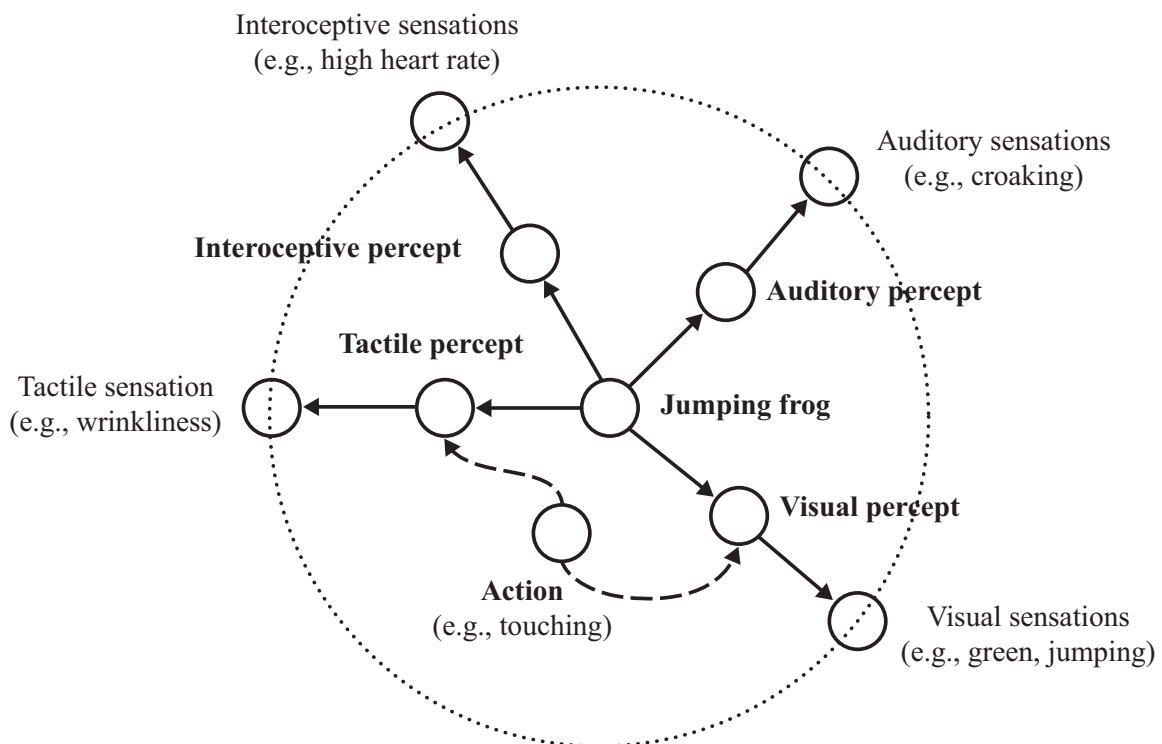 Interoceptive sensations
(e.g., high heart rate)
Auditory sensations
(e.g., croaking)
Interoceptive percept
Auditory percept
Tactile percept
Tactile sensation
(e.g., wrinkliness)
Jumping frog
Visual percept
Action
(e.g., touching)
Visual sensations
(e.g., green, jumping)